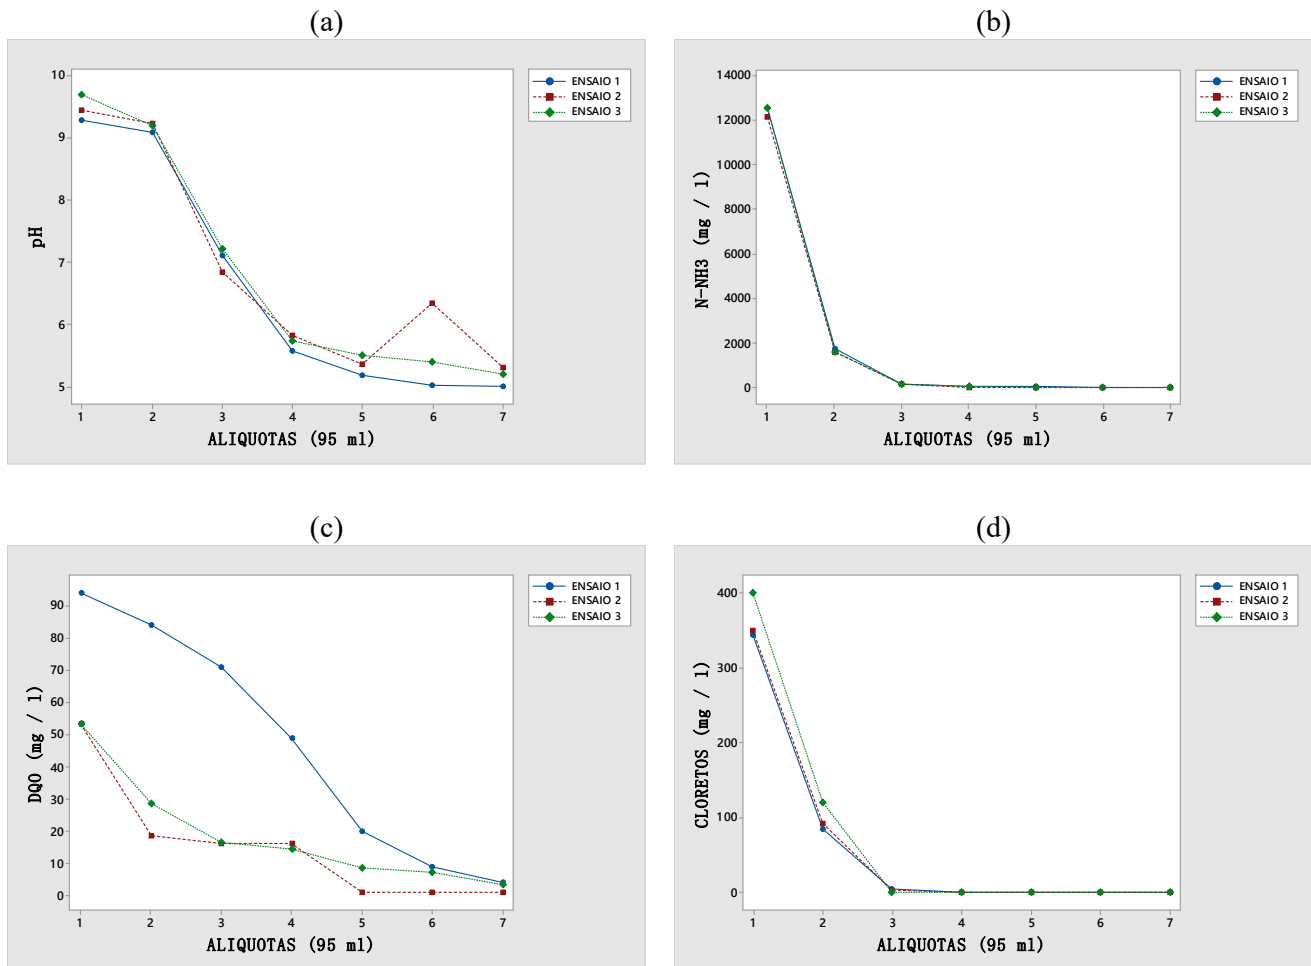 (a)
pH
10
9
8
7
6
5
1 2 3 4 5 6 7
ALIQUOTAS (95 ml)
ENSAIO 1
ENSAIO 2
ENSAIO 3
(b)
N-NH3 (mg / l)
14000
12000
10000
8000
6000
4000
2000
0
1 2 3 4 5 6 7
ALIQUOTAS (95 ml)
ENSAIO 1
ENSAIO 2
ENSAIO 3
(c)
DQO (mg / l)
90
80
70
60
50
40
30
20
10
0
1 2 3 4 5 6 7
ALIQUOTAS (95 ml)
ENSAIO 1
ENSAIO 2
ENSAIO 3
(d)
CLORETOS (mg / l)
400
300
200
100
0
1 2 3 4 5 6 7
ALIQUOTAS (95 ml)
ENSAIO 1
ENSAIO 2
ENSAIO 3